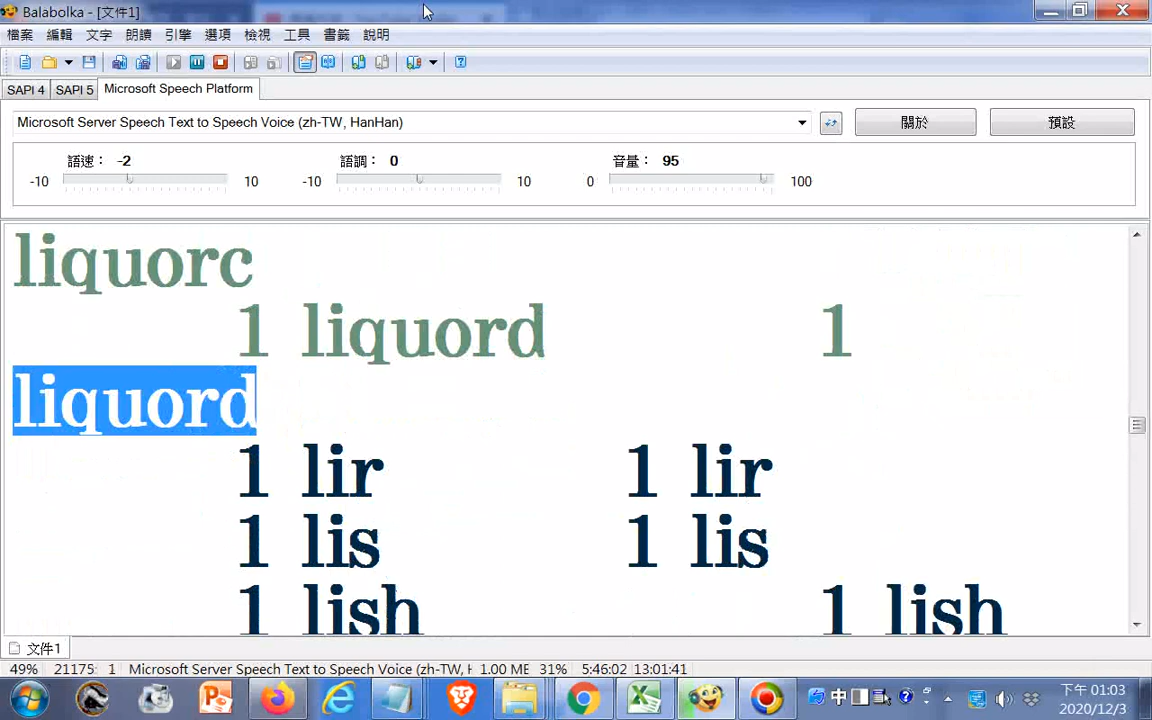 Balabolka - [文件1]
檔案 編輯 文字 朗讀 引擎 選項 檢視 工具 書籤 說明
SAPI 4 SAPI 5 Microsoft Speech Platform
Microsoft Server Speech Text to Speech Voice (zh-TW, HanHan) 關於 預設
語速： -2 語調： 0 音量： 95
-10 10 -10 10 0 100
liquorc
1 liquord 1
liquord
1 lir 1 lir
1 lis 1 lis
1 lish 1 lish
文件1
49% 21175: 1 Microsoft Server Speech Text to Speech Voice (zh-TW, H 1.00 ME 31% 5:46:02 13:01:41
中 下午 01:03
2020/12/3